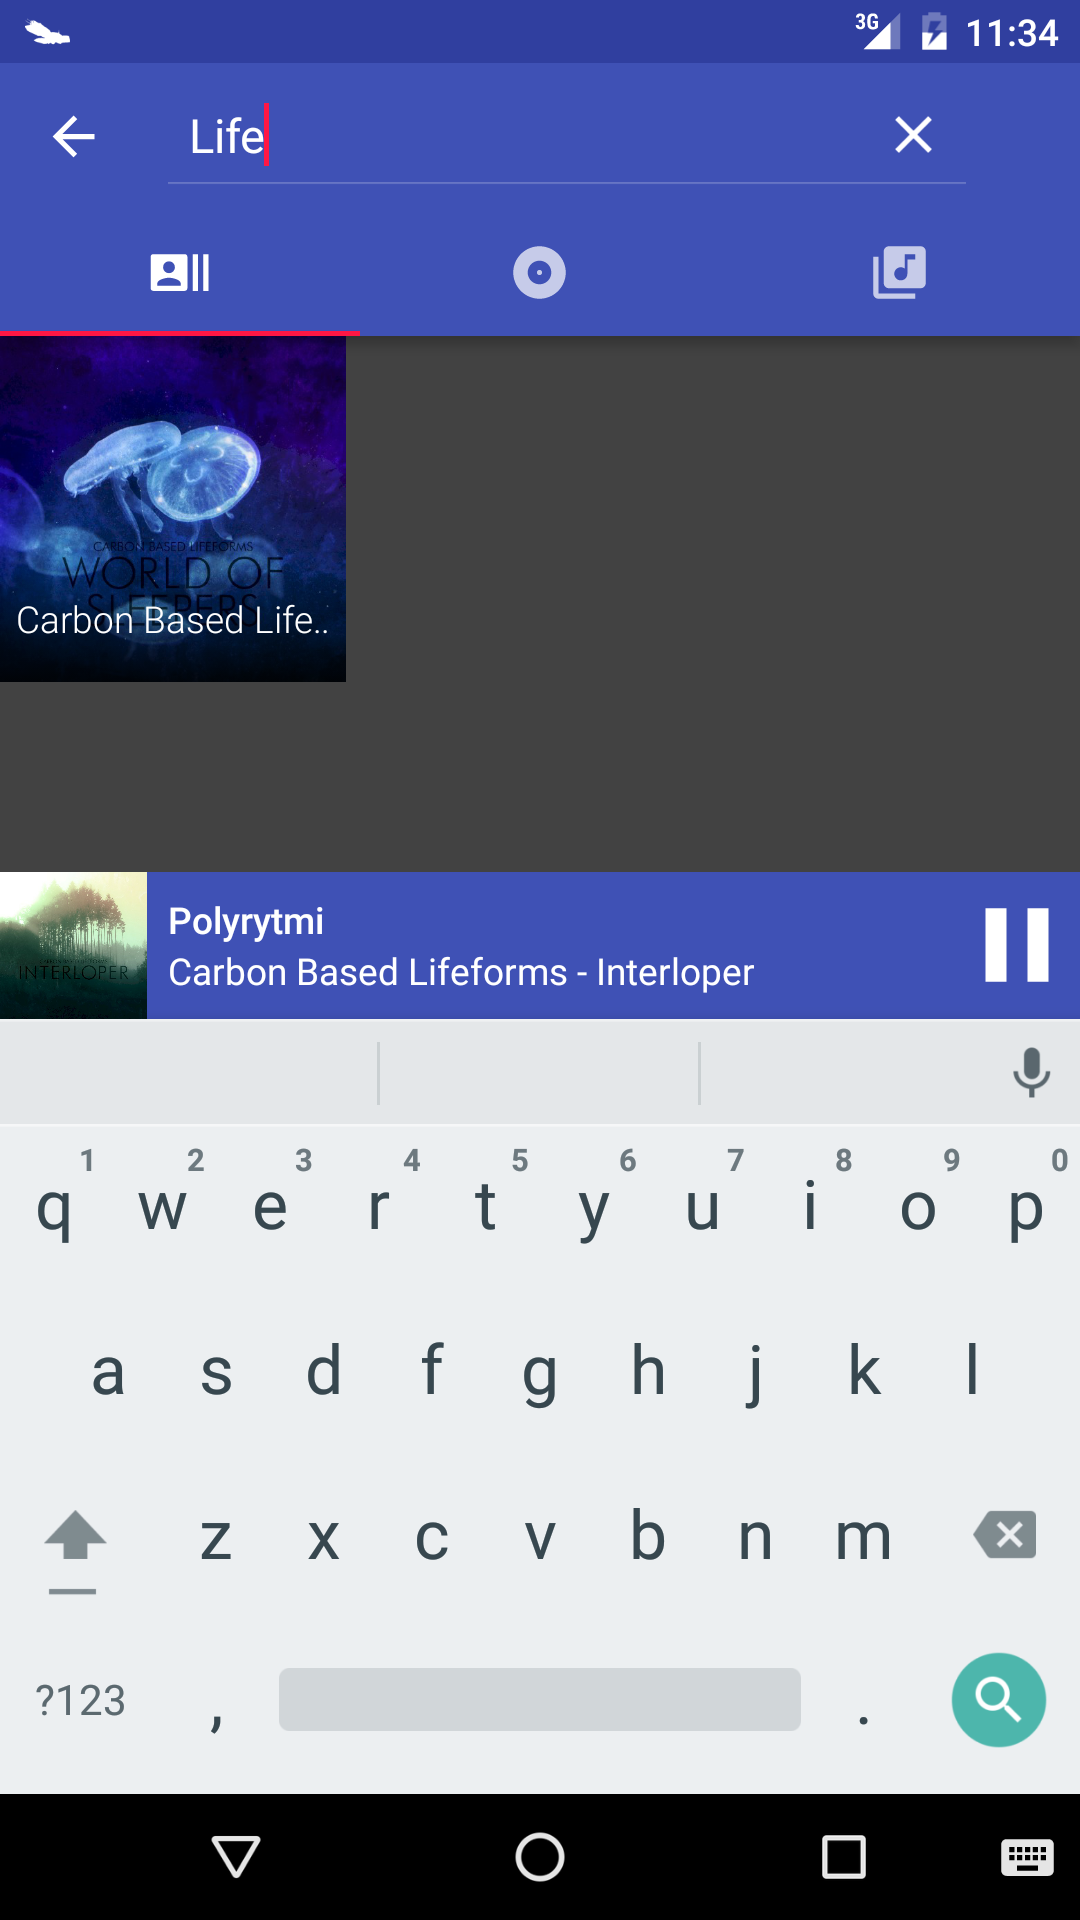 3G 11:34
Life
CARBON BASED LIFEFORMS
WORLD OF
SLEEPERS
Carbon Based Life..
INTERLOPER
Polyrytmi
Carbon Based Lifeforms - Interloper
1 2 3 4 5 6 7 8 9 0
q w e r t y u i o p
a s d f g h j k l
z x c v b n m
?123 , .